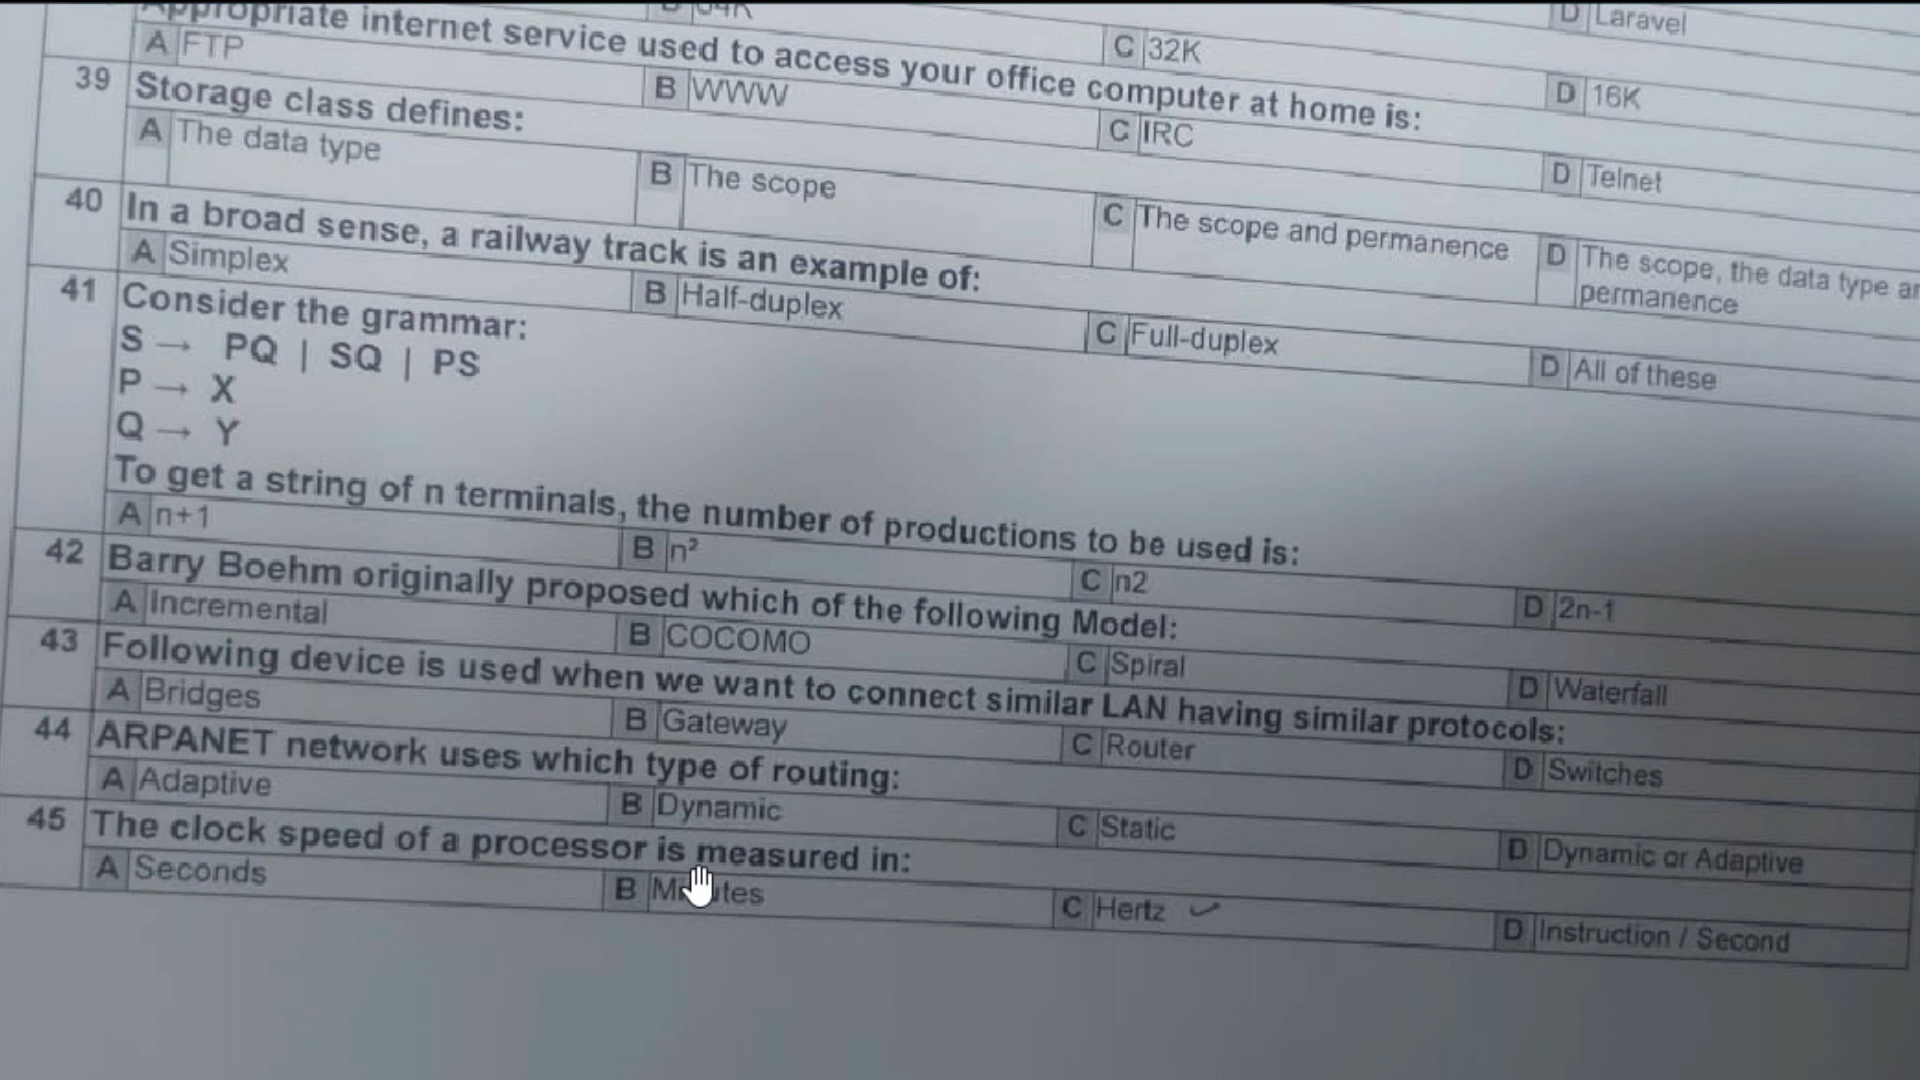 B 64K D Laravel
Appropriate internet service used to access your office computer at home is: C 32K D 16K
A FTP B WWW C IRC D Telnet
39 Storage class defines:
A The data type B The scope C The scope and permanence D The scope, the data type
permanence
40 In a broad sense, a railway track is an example of:
A Simplex B Half-duplex C Full-duplex D All of these
41 Consider the grammar:
S → PQ | SQ | PS
P → X
Q → Y
To get a string of n terminals, the number of productions to be used is:
A n+1 B n² C n2 D 2n-1
42 Barry Boehm originally proposed which of the following Model:
A Incremental B COCOMO C Spiral D Waterfall
43 Following device is used when we want to connect similar LAN having similar protocols:
A Bridges B Gateway C Router D Switches
44 ARPANET network uses which type of routing:
A Adaptive B Dynamic C Static D Dynamic or Adaptive
45 The clock speed of a processor is measured in:
A Seconds B Minutes C Hertz D Instruction / Second